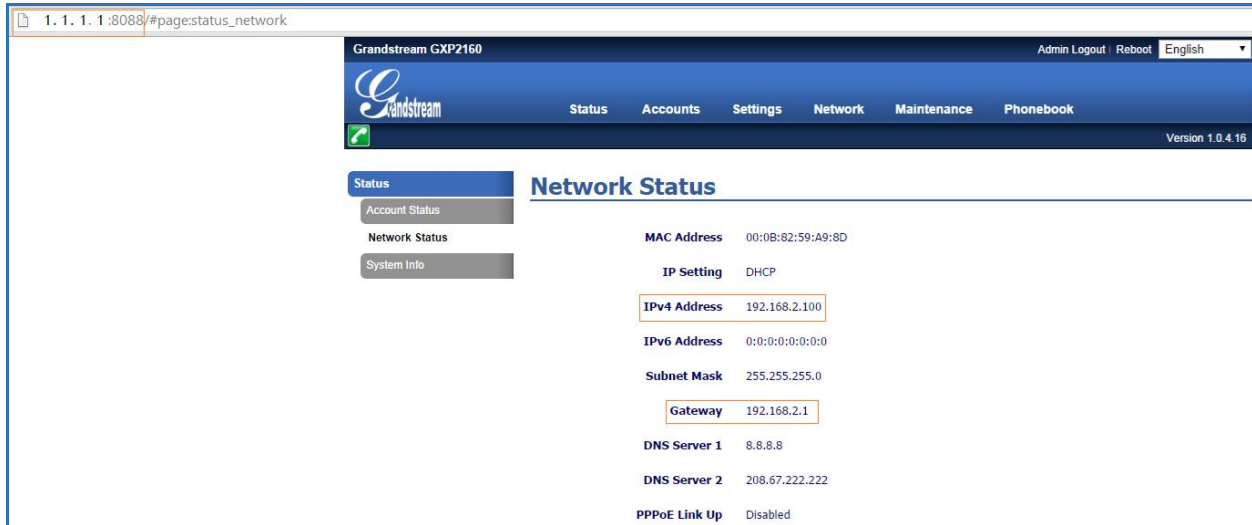 1. 1. 1. 1:8088/#page:status_network
Grandstream GXP2160
Admin Logout | Reboot English
Grandstream
Status Accounts Settings Network Maintenance Phonebook
Version 1.0.4.16
Status
Network Status
Account Status
Network Status
MAC Address 00:0B:82:59:A9:8D
System Info
IP Setting DHCP
IPv4 Address 192.168.2.100
IPv6 Address 0:0:0:0:0:0:0:0
Subnet Mask 255.255.255.0
Gateway 192.168.2.1
DNS Server 1 8.8.8.8
DNS Server 2 208.67.222.222
PPPoE Link Up Disabled